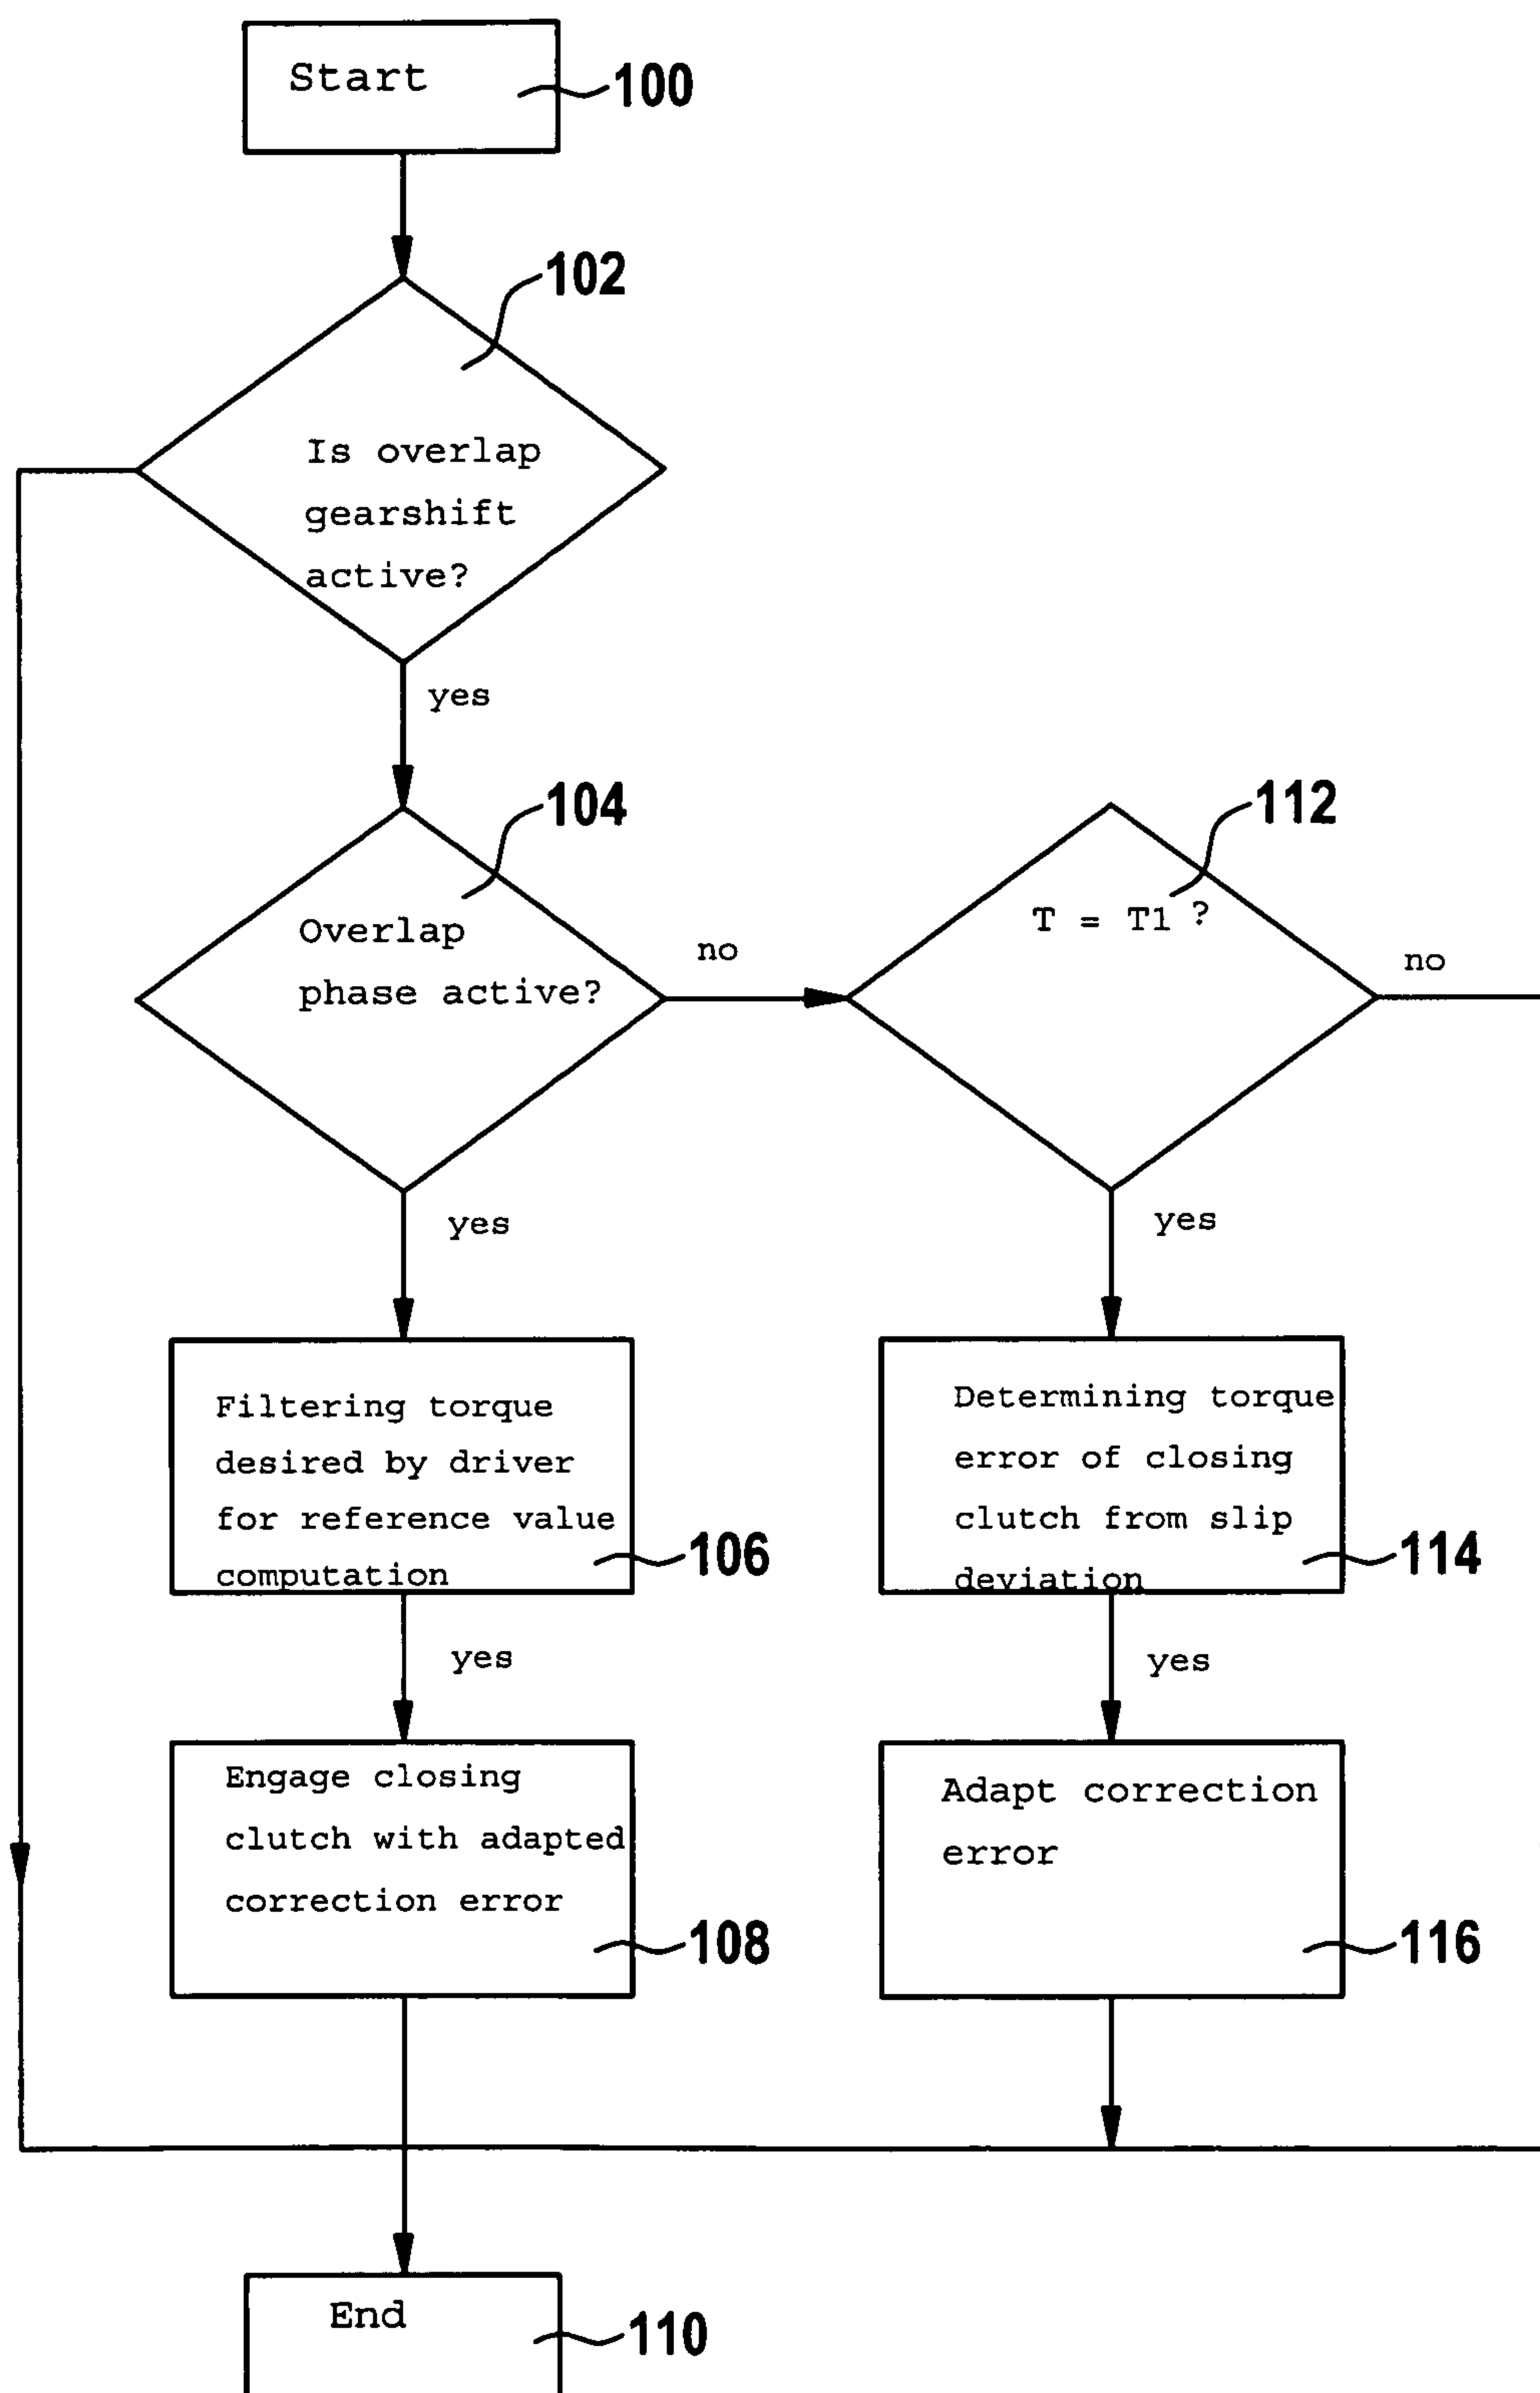 Start
100
102
Is overlap
gearshift
active?
yes
104
Overlap
phase active?
no
112
T = T1 ?
no
yes
yes
Filtering torque
desired by driver
for reference value
computation
106
Determining torque
error of closing
clutch from slip
deviation
114
yes
yes
Engage closing
clutch with adapted
correction error
108
Adapt correction
error
116
End
110